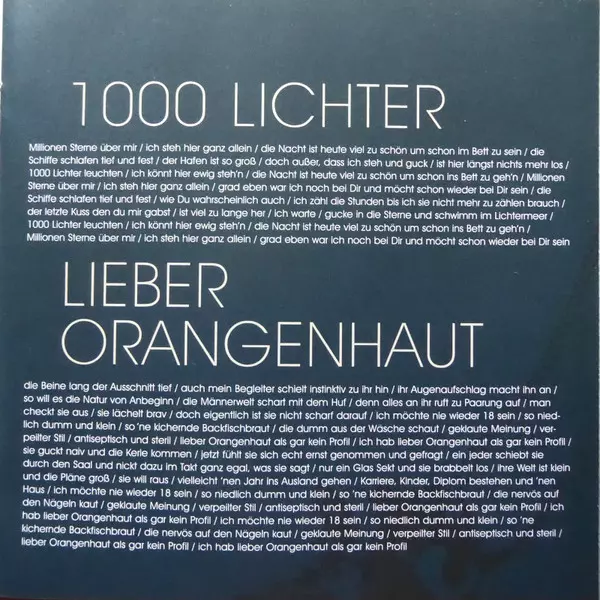 1000 LICHTER
Millionen Sterne über mir / ich steh hier ganz allein / die Nacht ist heute viel zu schön um schon im Bett zu sein / die
Schiffe schlafen tief und fest / der Hafen ist so groß / doch außer, dass ich steh und guck / ist hier längst nichts mehr los /
1000 Lichter leuchten / ich könnt hier ewig steh'n / die Nacht ist heute viel zu schön um schon ins Bett zu geh'n / Millionen
Sterne über mir / ich steh hier ganz allein / grad eben war ich noch bei Dir und möcht schon wieder bei Dir sein / die
Schiffe schlafen tief und fest / wie Du wahrscheinlich auch / ich zähl die Stunden bis ich sie nicht mehr zu zählen brauch /
der letzte Kuss den du mir gabst / ist viel zu lange her / ich warte / gucke in die Sterne und schwimm im Lichtermeer /
1000 Lichter leuchten / ich könnt hier ewig steh'n / die Nacht ist heute viel zu schön um schon ins Bett zu geh'n /
Millionen Sterne über mir / ich steh hier ganz allein / grad eben war ich noch bei Dir und möcht schon wieder bei Dir sein
LIEBER
ORANGENHAUT
die Beine lang der Ausschnitt tief / auch mein Begleiter schielt instinktiv zu ihr hin / ihr Augenaufschlag macht ihn an /
so will es die Natur von Anbeginn / die Männerwelt scharrt mit dem Huf / denn alles an ihr ruft zu Paarung auf / man
checkt sie aus / sie lächelt brav / doch eigentlich ist sie nicht scharf darauf / ich möchte nie wieder 18 sein / so nied-
lich dumm und klein / so 'ne kichernde Backfischbraut / die dumm aus der Wäsche schaut / geklaute Meinung / ver-
peilter Stil / antiseptisch und steril / lieber Orangenhaut als gar kein Profil / ich hab lieber Orangenhaut als gar kein Profil /
sie guckt naiv und die Kerle kommen / jetzt fühlt sie sich echt ernst genommen und gefragt / ein jeder schiebt sie
durch den Saal und nickt dazu im Takt ganz egal, was sie sagt / nur ein Glas Sekt und sie brabbelt los / ihre Welt ist klein
und die Pläne groß / sie will raus / vielleicht 'nen Jahr ins Ausland gehen / Karriere, Kinder, Diplom bestehen und 'nen
Haus / ich möchte nie wieder 18 sein / so niedlich dumm und klein / so 'ne kichernde Backfischbraut / die nervös auf
den Nägeln kaut / geklaute Meinung / verpeilter Stil / antiseptisch und steril / lieber Orangenhaut als gar kein Profil / ich
hab lieber Orangenhaut als gar kein Profil / ich möchte nie wieder 18 sein / so niedlich dumm und klein / so 'ne
kichernde Backfischbraut / die nervös auf den Nägeln kaut / geklaute Meinung / verpeilter Stil / antiseptisch und steril /
lieber Orangenhaut als gar kein Profil / ich hab lieber Orangenhaut als gar kein Profil